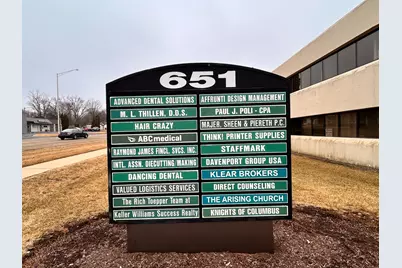 651
ADVANCED DENTAL SOLUTIONS
AFFRUNTI DESIGN MANAGEMENT
M. L. THILLEN, D.D.S.
PAUL J. POLI - CPA
HAIR CRAZY
MAJER, SHEEN & PIERETH P.C.
ABCmedical
THINK! PRINTER SUPPLIES
RAYMOND JAMES FINCL. SVCS. INC.
STAFFMARK
INTL. ASSN. DIECUTTING/MAKING
DAVENPORT GROUP USA
DANCING DENTAL
KLEAR BROKERS
VALUED LOGISTICS SERVICES
DIRECT COUNSELING
The Rich Toepper Team at
THE ARISING CHURCH
Keller Williams Success Realty
KNIGHTS OF COLUMBUS